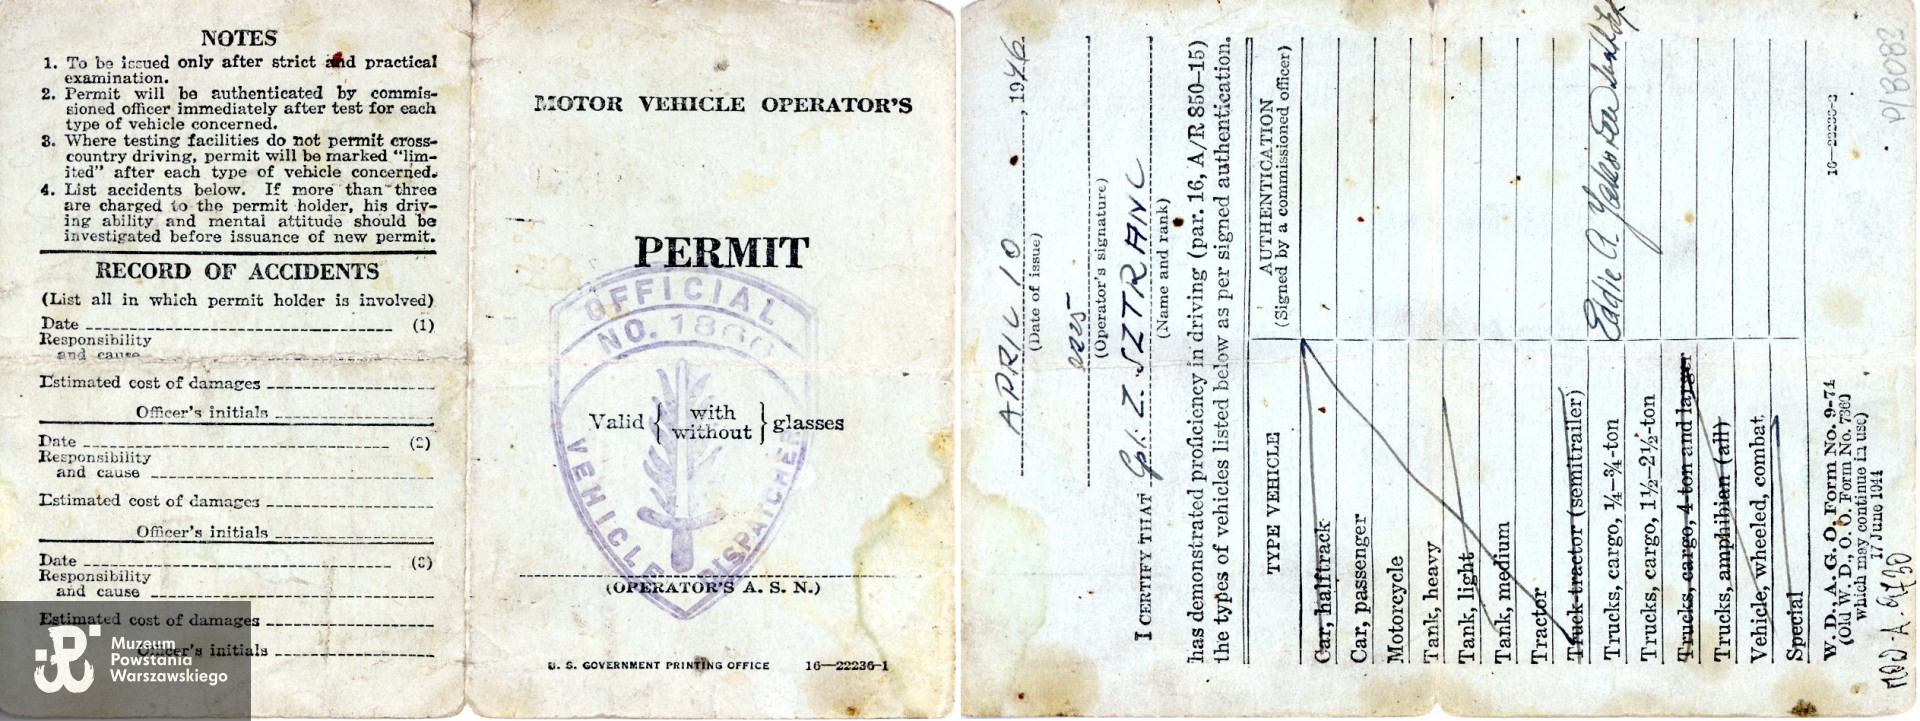 NOTES
1. To be issued only after strict and practical
examination.
2. Permit will be authenticated by commis-
sioned officer immediately after test for each
type of vehicle concerned.
3. Where testing facilities do not permit cross-
country driving, permit will be marked “lim-
ited” after each type of vehicle concerned.
4. List accidents below. If more than three
are charged to the permit holder, his driv-
ing ability and mental attitude should be
investigated before issuance of new permit.
RECORD OF ACCIDENTS
(List all in which permit holder is involved)
Date (1)
Responsibility
and cause
Estimated cost of damages
Officer's initials
Date (2)
Responsibility
and cause
Estimated cost of damages
Officer's initials
Date (3)
Responsibility
and cause
Estimated cost of damages
Officer's initials
Muzeum
Powstania
Warszawskiego
MOTOR VEHICLE OPERATOR'S
PERMIT
OFFICIAL
NO. 1866
VEHICLE DISPATCHER
Valid { with without } glasses
(OPERATOR'S A. S. N.)
U. S. GOVERNMENT PRINTING OFFICE 16—22236-1
APRIL 10, 1946
(Date of issue)
(Operator's signature)
I CERTIFY THAT Z. SZTRANC
(Name and rank)
has demonstrated proficiency in driving (par. 16, A/R 850–15)
the types of vehicles listed below as per signed authentication.
TYPE VEHICLE
AUTHENTICATION
(Signed by a commissioned officer)
Car, halftrack
Car, passenger
Motorcycle
Tank, heavy
Tank, light
Tank, medium
Tractor
Truck-tractor (semitrailer)
Trucks, cargo, ¼–¾-ton
Eddie A.
Trucks, cargo, 1½–2½-ton
Trucks, cargo, 4-ton and larger
Trucks, amphibian (all)
Vehicle, wheeled, combat
Special
W. D., A. G. O. Form No. 9-74
(Old W. D., O. O. Form No. 7360
which may continue in use)
17 June 1944
16—22236-2
P/8083